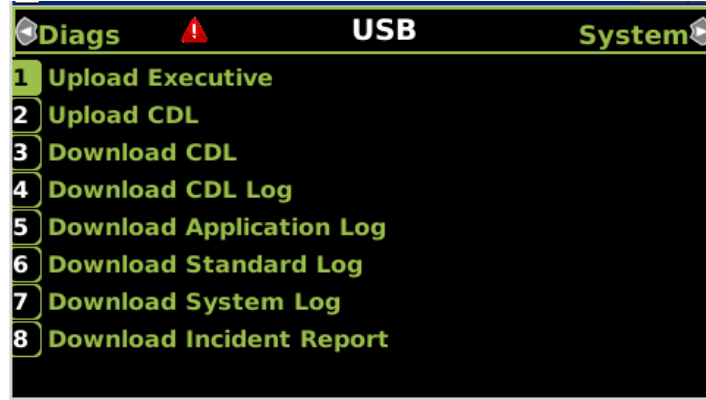 Diags USB System
1 Upload Executive
2 Upload CDL
3 Download CDL
4 Download CDL Log
5 Download Application Log
6 Download Standard Log
7 Download System Log
8 Download Incident Report